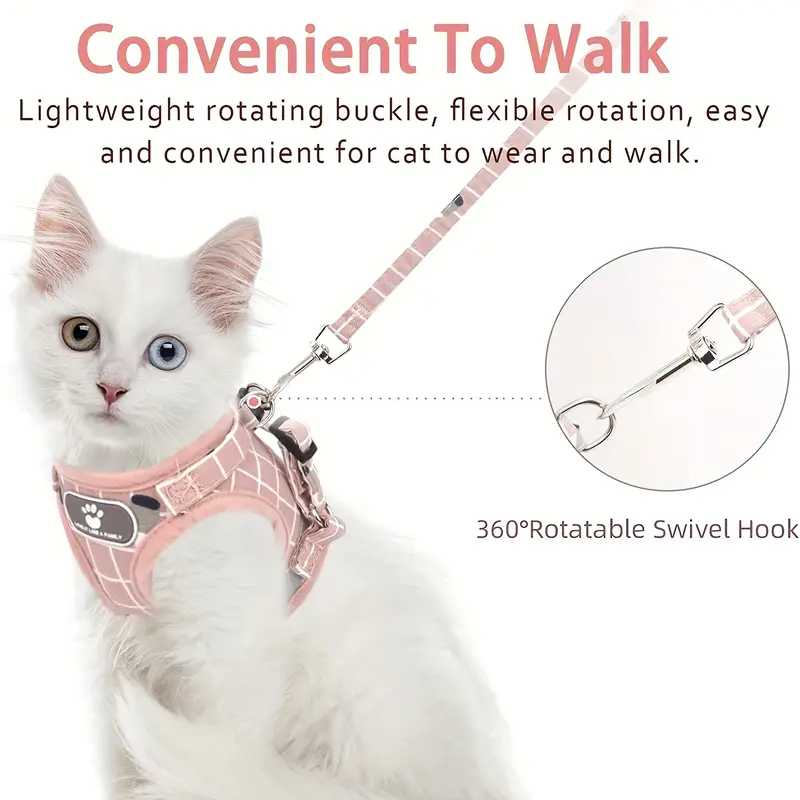 Convenient To Walk
Lightweight rotating buckle, flexible rotation, easy
and convenient for cat to wear and walk.
360°Rotatable Swivel Hook